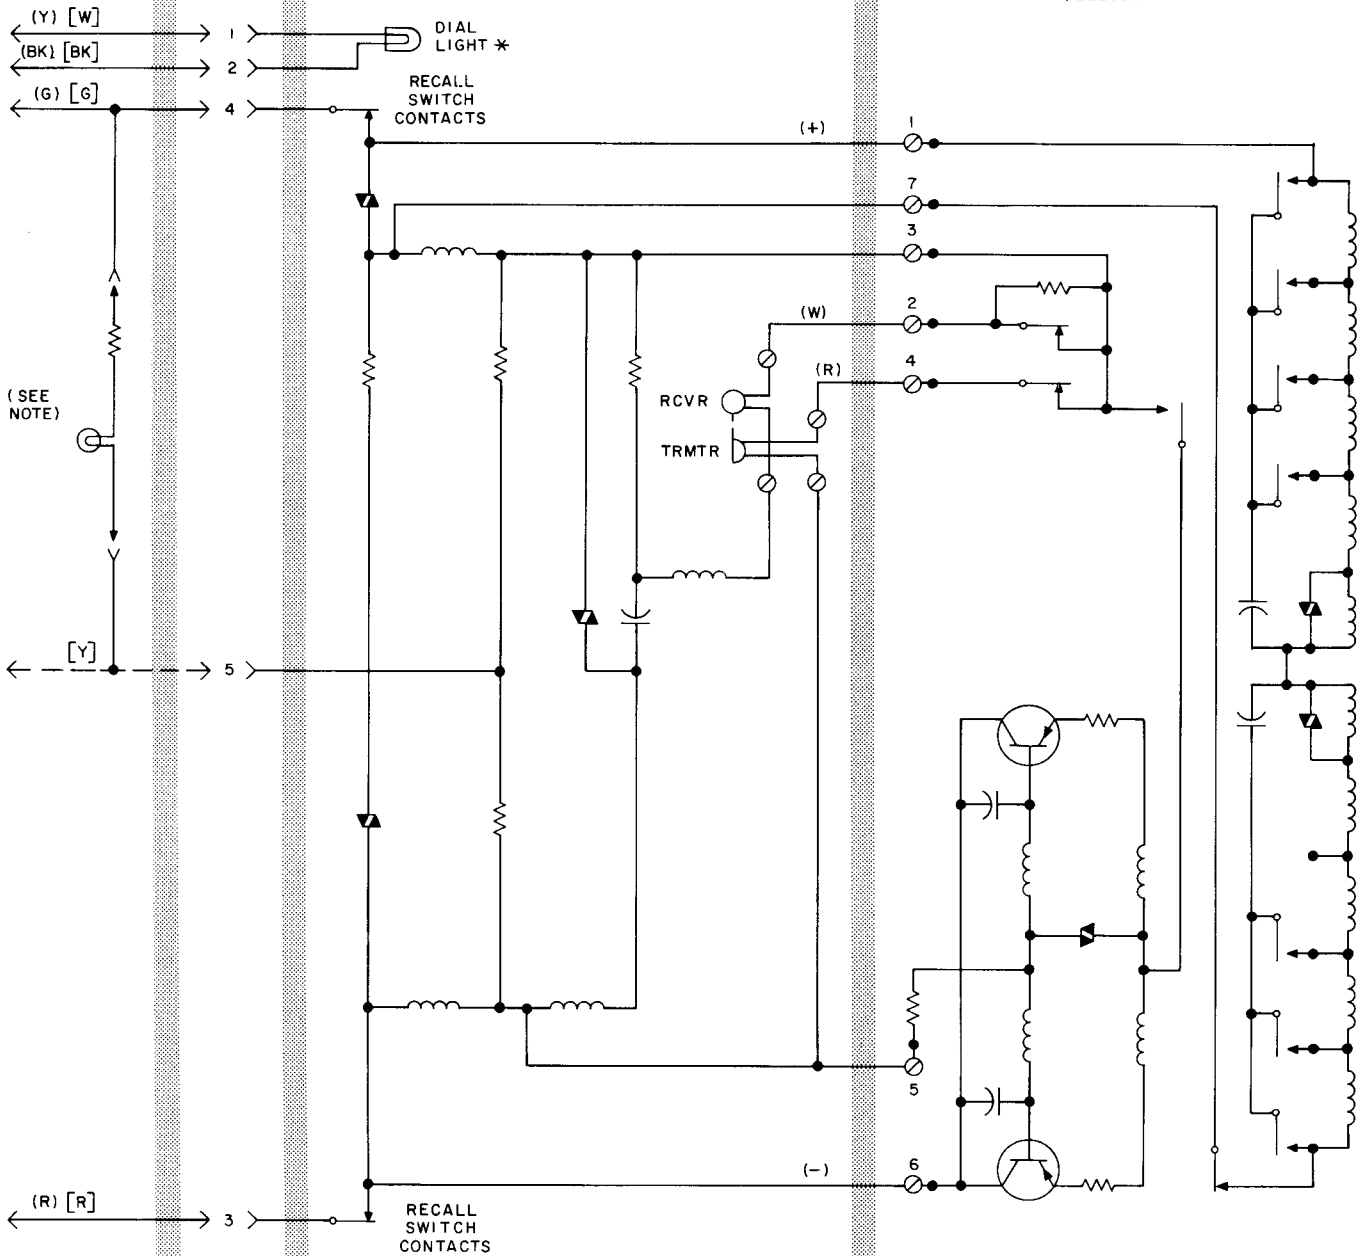 (Y) [W]
1
DIAL
LIGHT *
(BK) [BK]
2
(G) [G]
4
RECALL
SWITCH
CONTACTS
(+)
1
7
3
(W)
2
(R)
4
(SEE
NOTE)
RCVR
TRMTR
[Y]
5
5
(-)
6
(R) [R]
3
RECALL
SWITCH
CONTACTS